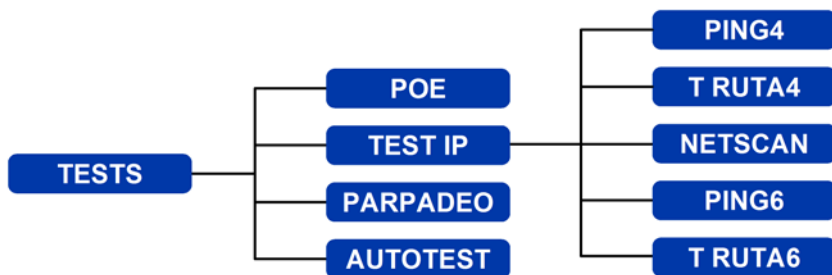 TESTS
POE
TEST IP
PARPADEO
AUTOTEST
PING4
T RUTA4
NETSCAN
PING6
T RUTA6